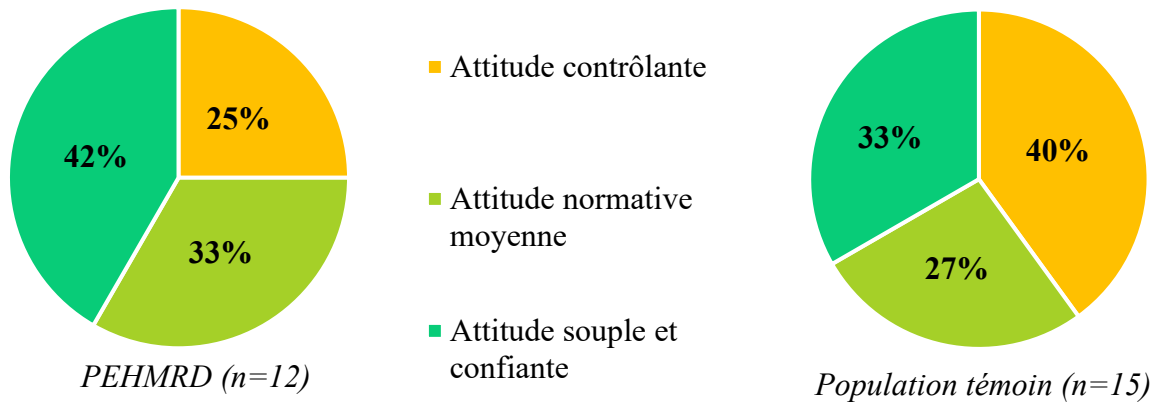 25%
42%
33%
PEHMRD (n=12)
Attitude contrôlante
Attitude normative
moyenne
Attitude souple et
confiante
33%
40%
27%
Population témoin (n=15)